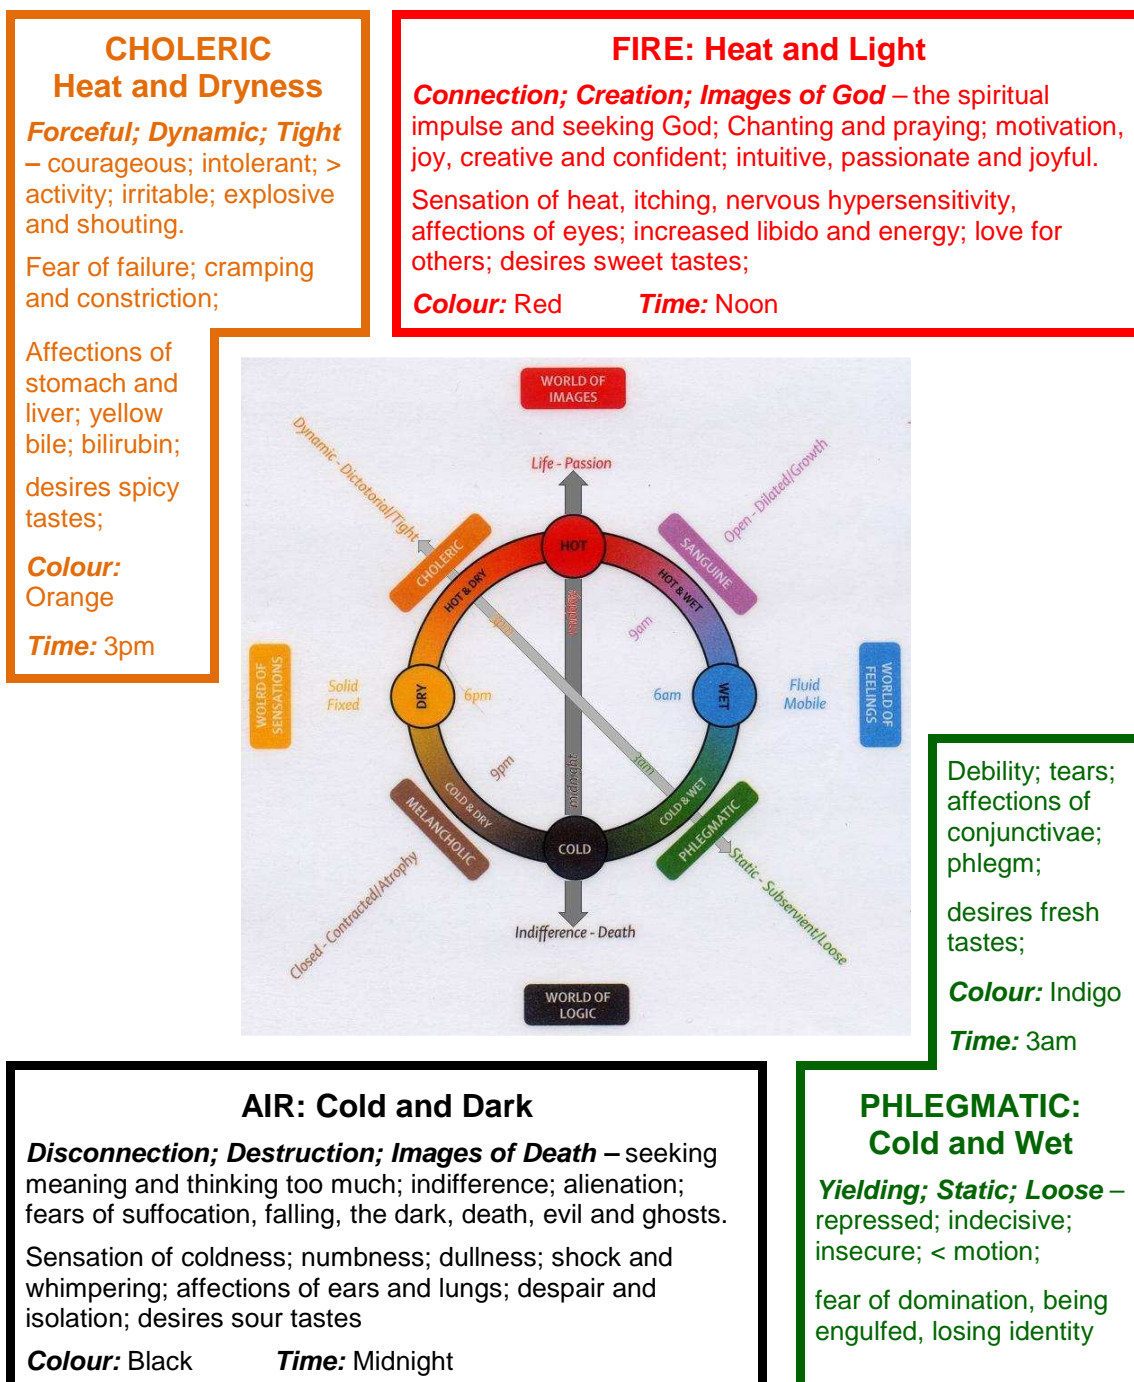 CHOLERIC
Heat and Dryness
Forceful; Dynamic; Tight
– courageous; intolerant; >
activity; irritable; explosive
and shouting.
Fear of failure; cramping
and constriction;
Affections of
stomach and
liver; yellow
bile; bilirubin;
desires spicy
tastes;
Colour:
Orange
Time: 3pm
FIRE: Heat and Light
Connection; Creation; Images of God – the spiritual
impulse and seeking God; Chanting and praying; motivation,
joy, creative and confident; intuitive, passionate and joyful.
Sensation of heat, itching, nervous hypersensitivity,
affections of eyes; increased libido and energy; love for
others; desires sweet tastes;
Colour: Red Time: Noon
WORLD OF
IMAGES
Life - Passion
Dynamic - Dictotorial/Tight
Open - Dilated/Growth
CHOLERIC
HOT
SANGUINE
HOT & DRY
HOT & WET
3pm
9am
WOLRD OF
SENSATIONS
Solid
Fixed
DRY
6pm
6am
WET
Fluid
Mobile
WORLD OF
FEELINGS
9pm
midnight
3am
COLD & DRY
COLD & WET
MELANCHOLIC
COLD
PHLEGMATIC
Closed - Contracted/Atrophy
Static - Subservient/Loose
Indifference - Death
WORLD OF
LOGIC
Debility; tears;
affections of
conjunctivae;
phlegm;
desires fresh
tastes;
Colour: Indigo
Time: 3am
AIR: Cold and Dark
Disconnection; Destruction; Images of Death – seeking
meaning and thinking too much; indifference; alienation;
fears of suffocation, falling, the dark, death, evil and ghosts.
Sensation of coldness; numbness; dullness; shock and
whimpering; affections of ears and lungs; despair and
isolation; desires sour tastes
Colour: Black Time: Midnight
PHLEGMATIC:
Cold and Wet
Yielding; Static; Loose –
repressed; indecisive;
insecure; < motion;
fear of domination, being
engulfed, losing identity